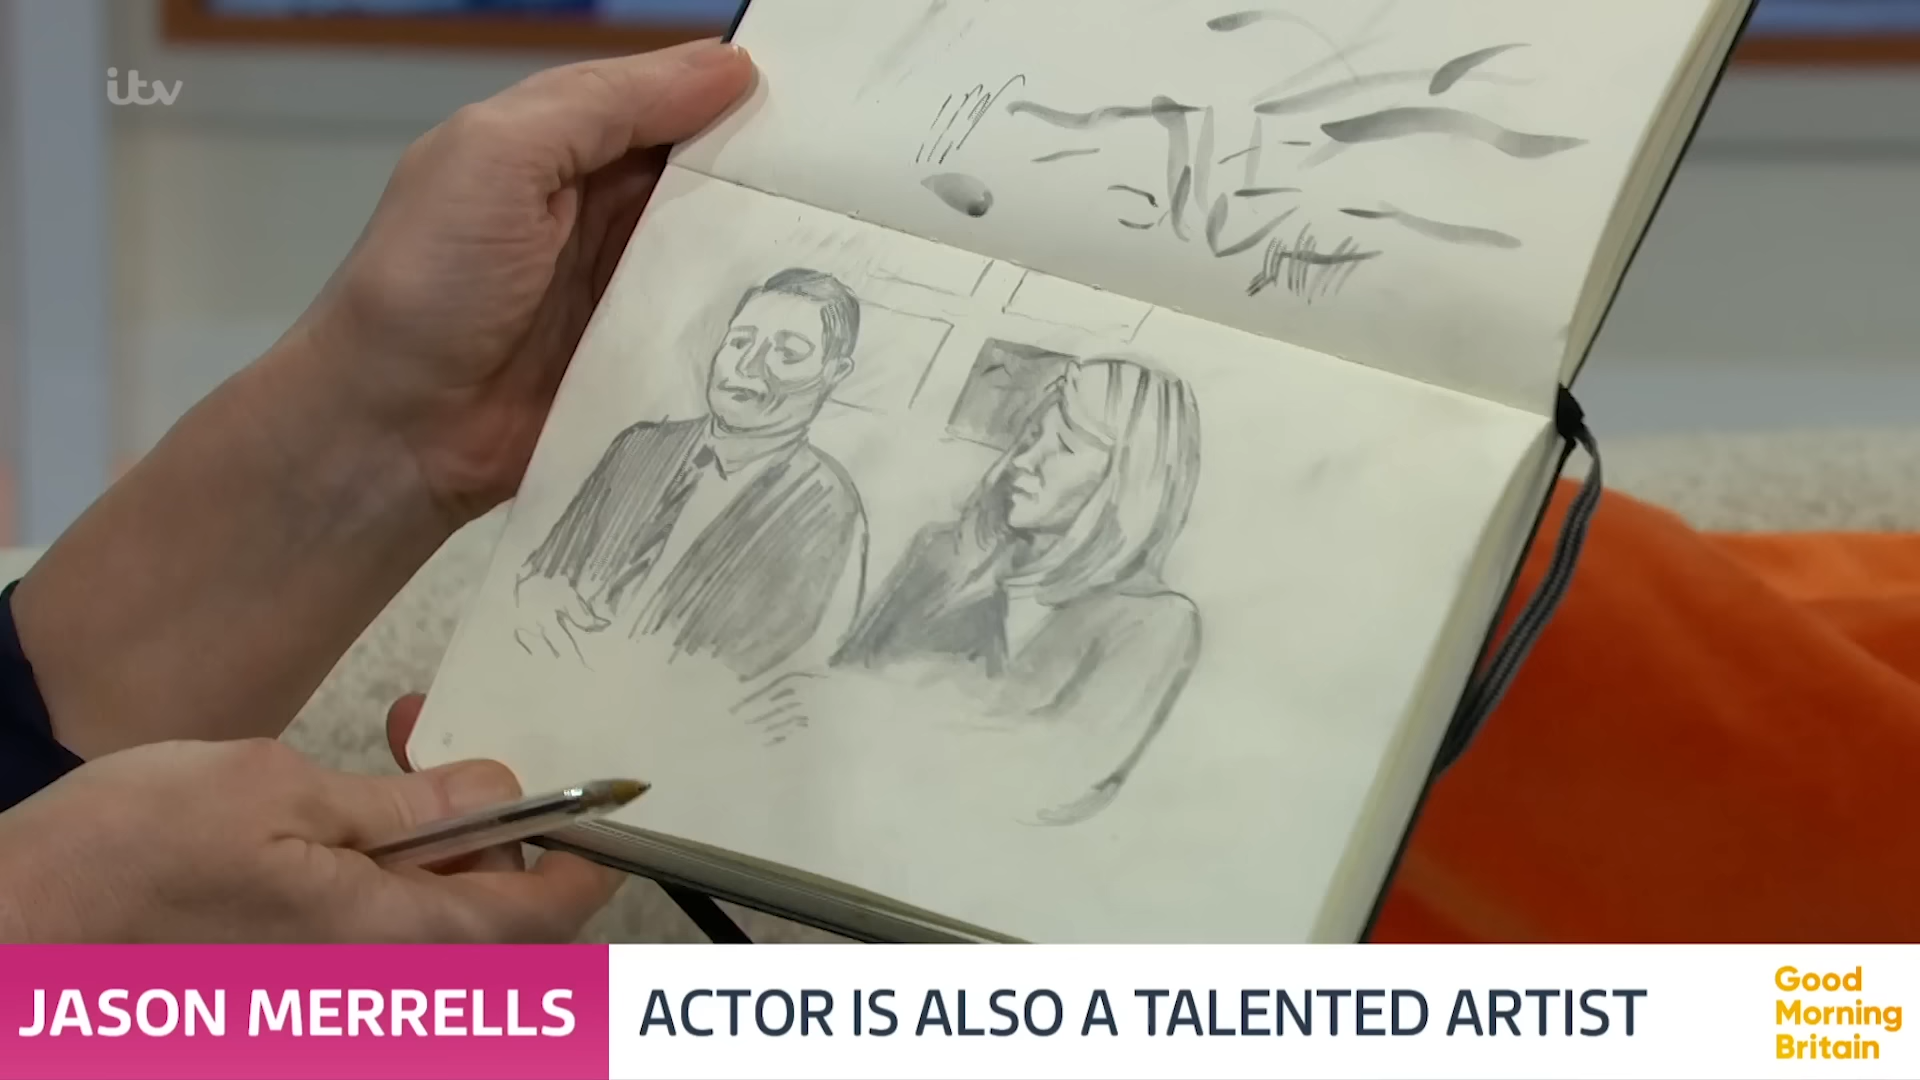 itv
JASON MERRELLS
ACTOR IS ALSO A TALENTED ARTIST
Good
Morning
Britain